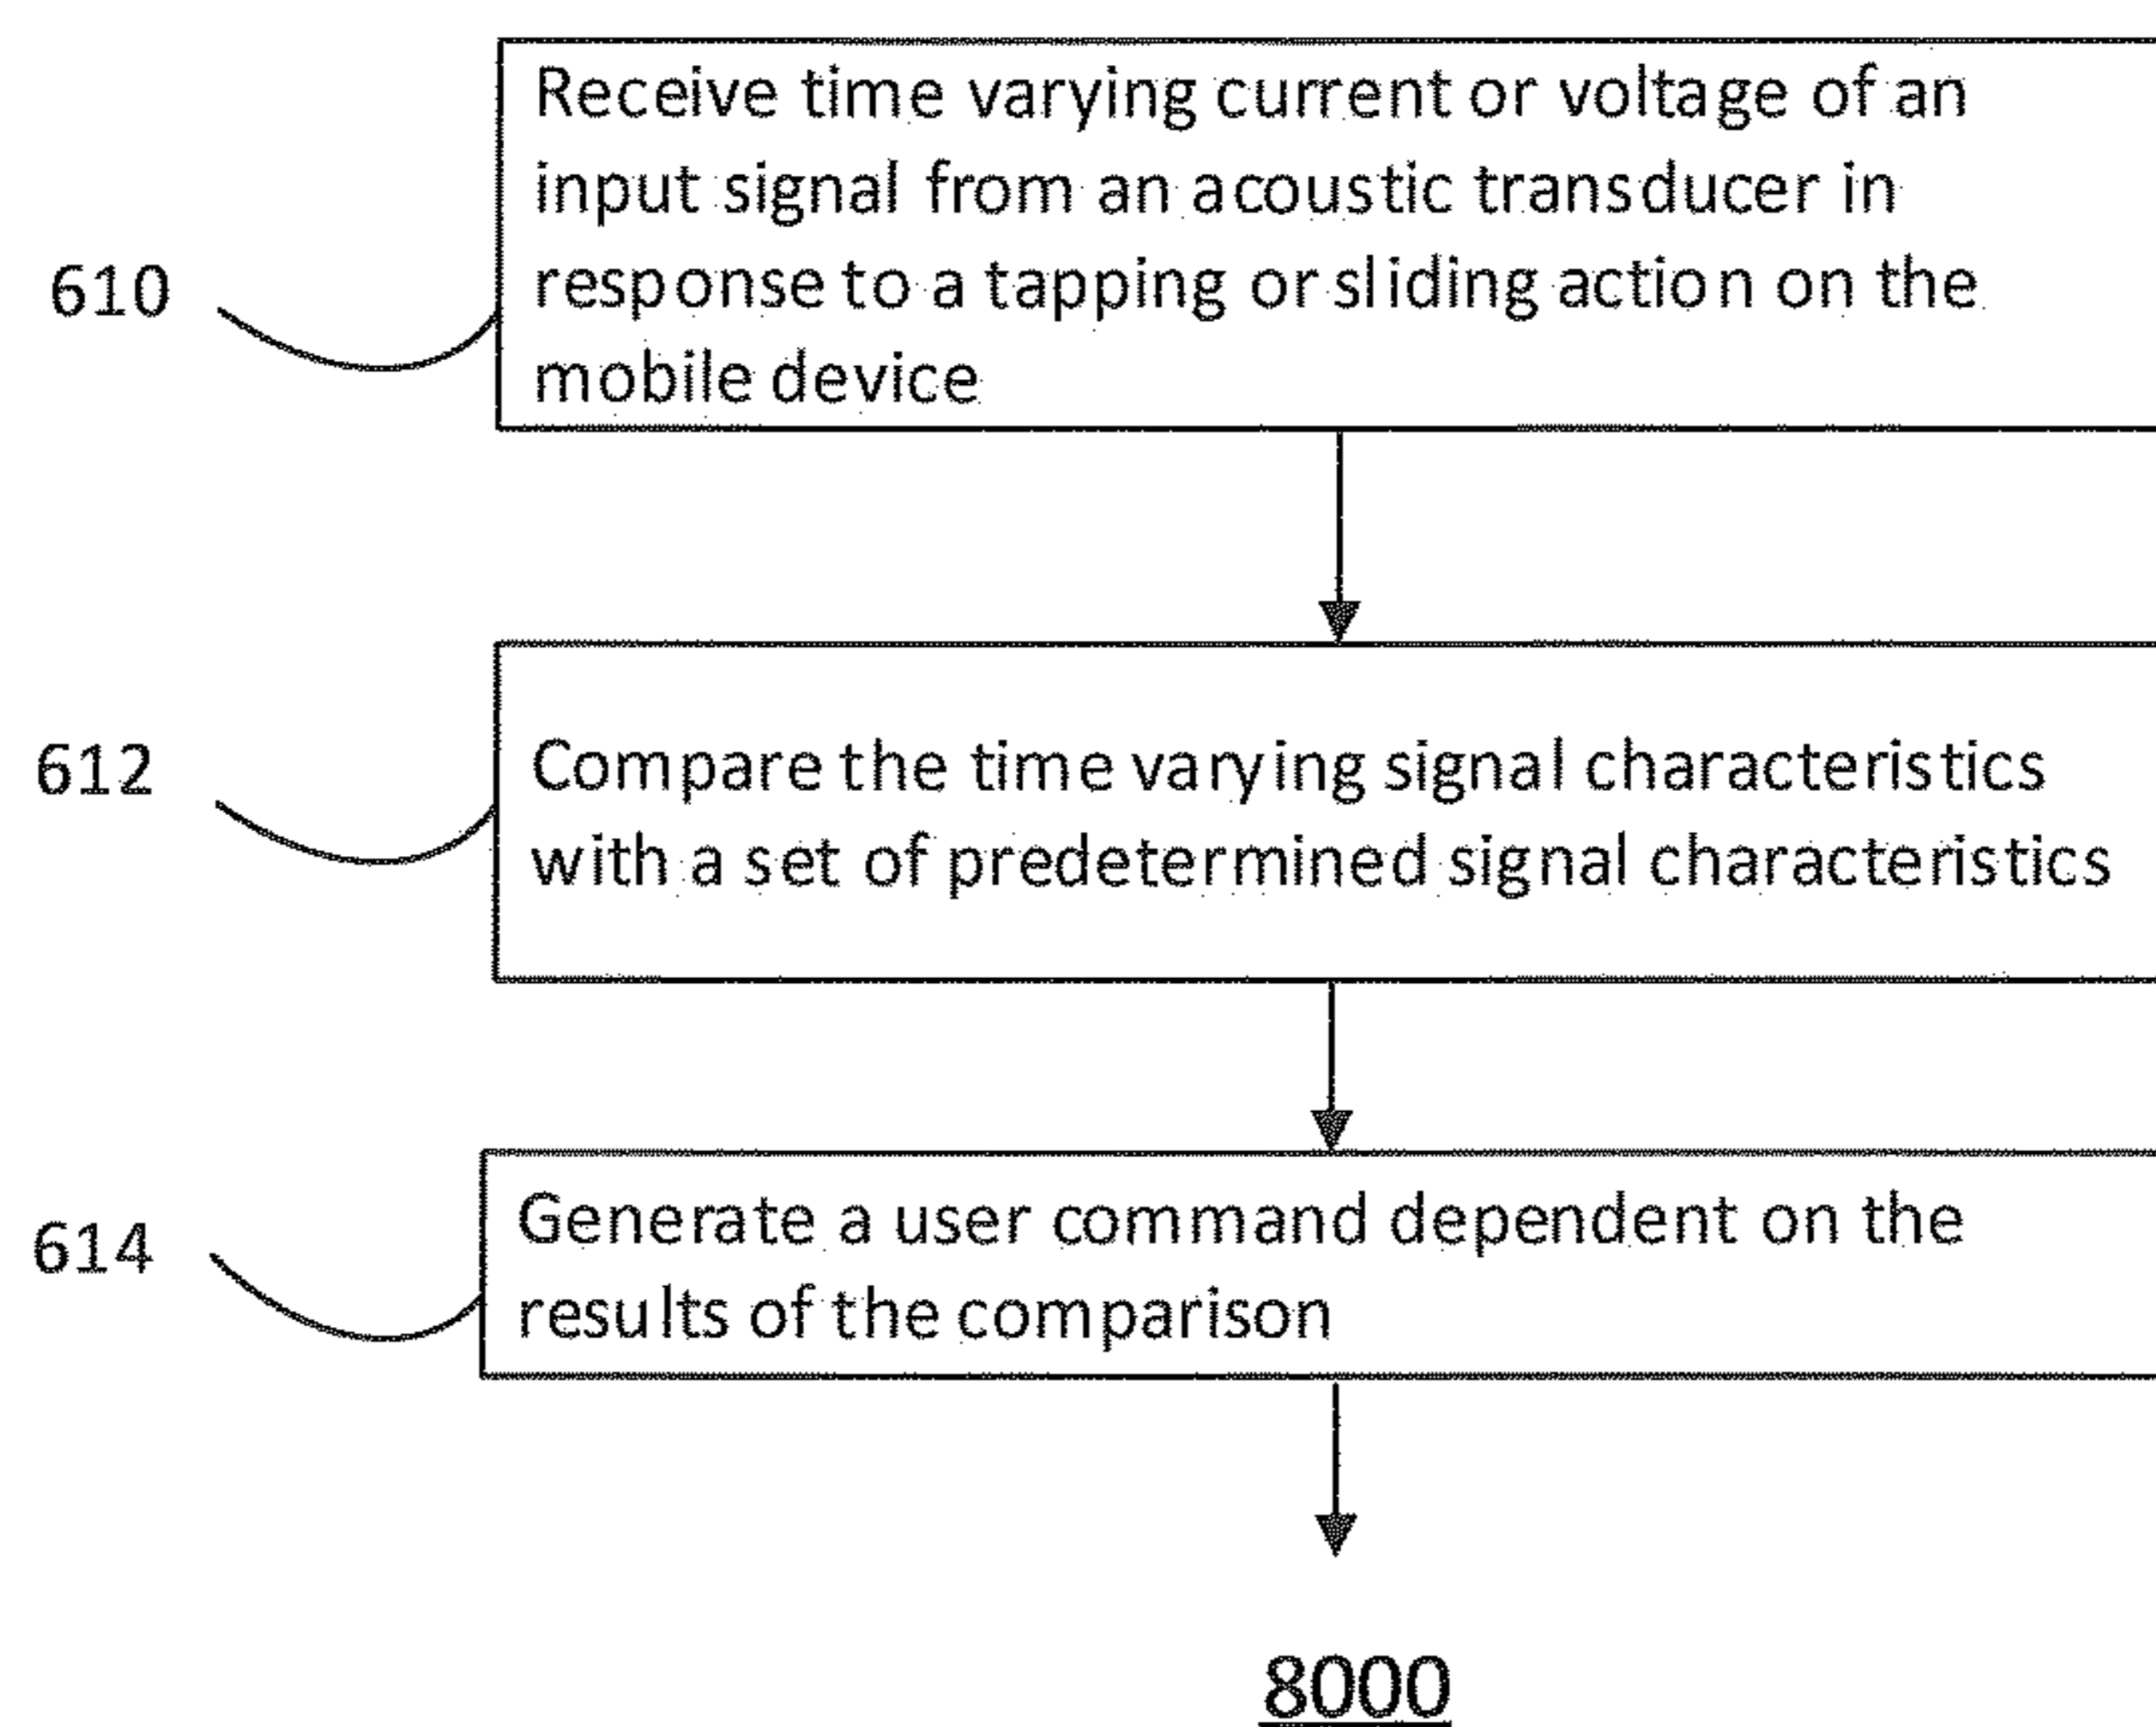 Receive time varying current or voltage of an
input signal from an acoustic transducer in
610
response to a tapping or sliding action on the
mobile device
612
Compare the time varying signal characteristics
with a set of predetermined signal characteristics
614
Generate a user command dependent on the
results of the comparison
8000